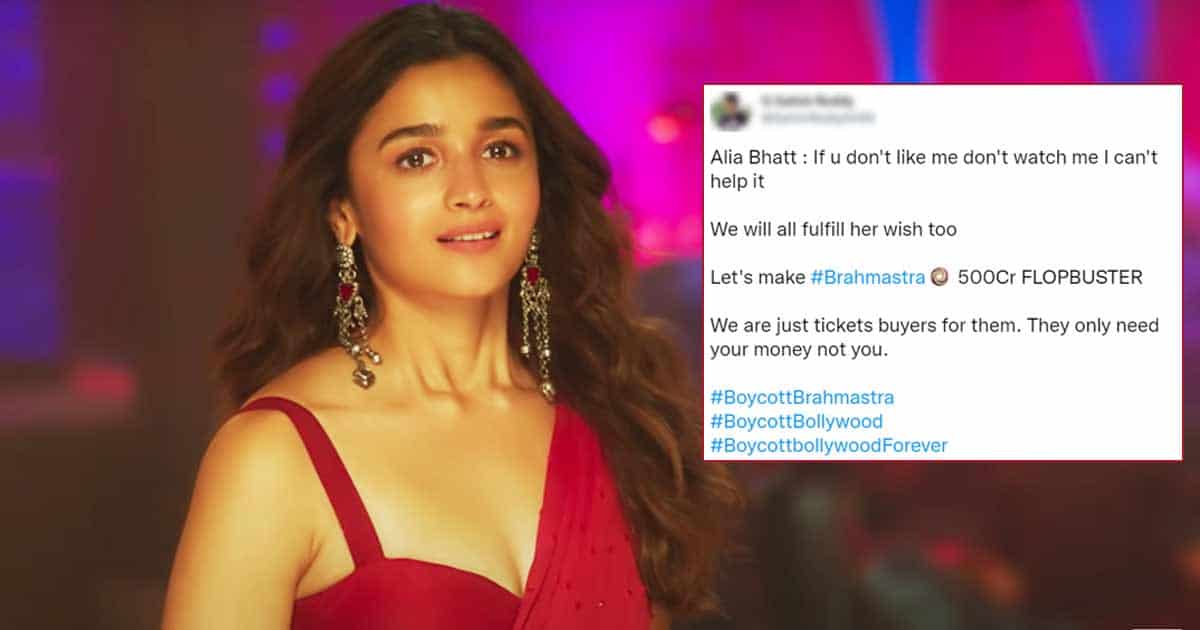 Alia Bhatt : If u don't like me don't watch me I can't
help it
We will all fulfill her wish too
Let's make #Brahmastra 500Cr FLOPBUSTER
We are just tickets buyers for them. They only need
your money not you.
#BoycottBrahmastra
#BoycottBollywood
#BoycottbollywoodForever